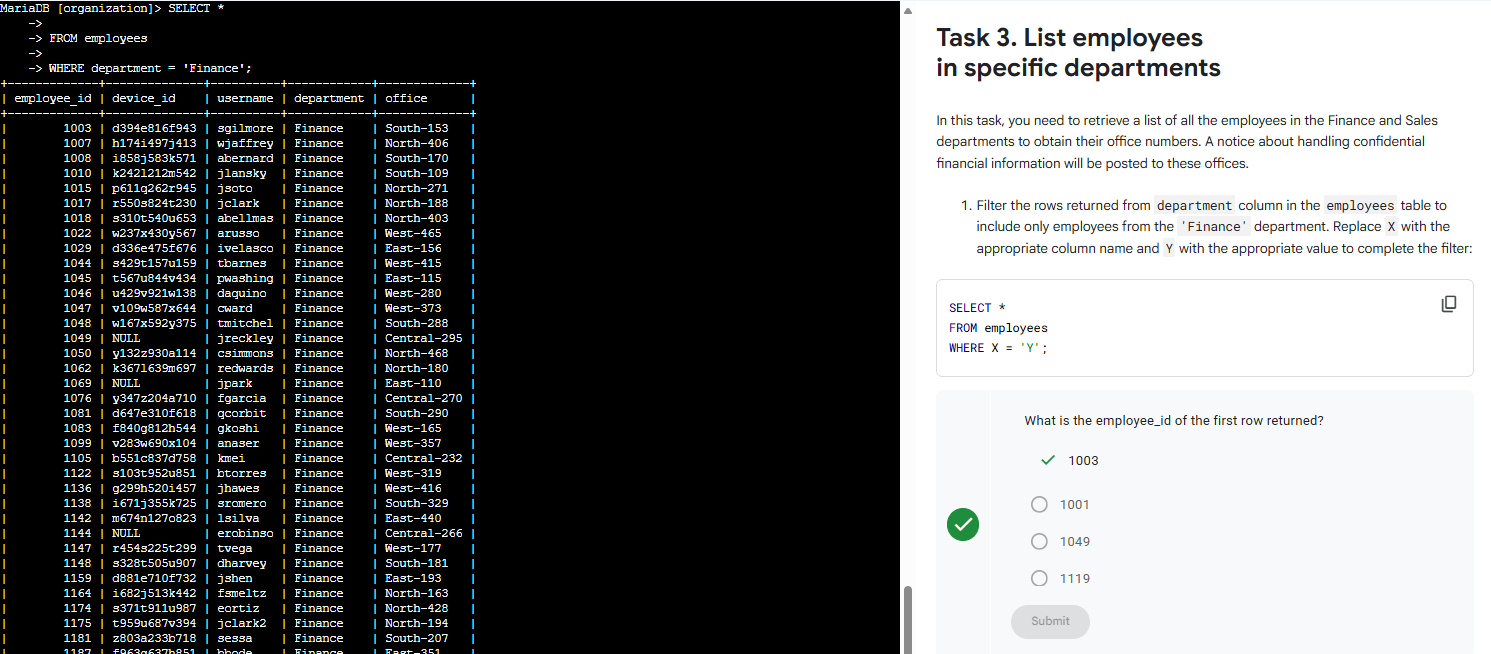 MariaDB [organization]> SELECT *
    ->
    -> FROM employees
    ->
    -> WHERE department = 'Finance';
+-------------+--------------+----------+------------+-------------+
| employee_id | device_id    | username | department | office      |
+-------------+--------------+----------+------------+-------------+
|        1003 | d394e816f943 | sgilmore | Finance    | South-153   |
|        1007 | h174i497j413 | wjaffrey | Finance    | North-406   |
|        1008 | i858j583k571 | abernard | Finance    | South-170   |
|        1010 | k242l212m542 | jlansky  | Finance    | South-109   |
|        1015 | p611q262r945 | jsoto    | Finance    | North-271   |
|        1017 | r550s824t230 | jclark   | Finance    | North-188   |
|        1018 | s310t540u653 | abellmas | Finance    | North-403   |
|        1022 | w237x430y567 | arusso   | Finance    | West-465    |
|        1029 | d336e475f676 | ivelasco | Finance    | East-156    |
|        1044 | s429t157u159 | tbarnes  | Finance    | West-415    |
|        1045 | t567u844v434 | pwashing | Finance    | East-115    |
|        1046 | u429v921w138 | daquino  | Finance    | West-280    |
|        1047 | v109w587x644 | cward    | Finance    | West-373    |
|        1048 | w167x592y375 | tmitchel | Finance    | South-288   |
|        1049 | NULL         | jreckley | Finance    | Central-295 |
|        1050 | y132z930a114 | csimmons | Finance    | North-468   |
|        1062 | k367l639m697 | redwards | Finance    | North-180   |
|        1069 | NULL         | jpark    | Finance    | East-110    |
|        1076 | y347z204a710 | fgarcia  | Finance    | Central-270 |
|        1081 | d647e310f618 | gcorbit  | Finance    | South-290   |
|        1083 | f840g812h544 | gkoshi   | Finance    | West-165    |
|        1099 | v283w690x104 | anaser   | Finance    | West-357    |
|        1105 | b551c837d758 | kmei     | Finance    | Central-232 |
|        1122 | s103t952u851 | btorres  | Finance    | West-319    |
|        1136 | g299h520i457 | jhawes   | Finance    | West-416    |
|        1138 | i671j355k725 | sromero  | Finance    | South-329   |
|        1142 | m674n127o823 | lsilva   | Finance    | East-440    |
|        1144 | NULL         | erobinso | Finance    | Central-266 |
|        1147 | r454s225t299 | tvega    | Finance    | West-177    |
|        1148 | s328t505u907 | dharvey  | Finance    | South-181   |
|        1159 | d881e710f732 | jshen    | Finance    | East-193    |
|        1164 | i682j513k442 | fsmeltz  | Finance    | North-163   |
|        1174 | s371t911u987 | eortiz   | Finance    | North-428   |
|        1175 | t959u687v394 | jclark2  | Finance    | North-194   |
|        1181 | z803a233b718 | sessa    | Finance    | South-207   |
|        1187 | f963g637h851 | bbode    | Finance    | East-351    |
Task 3. List employees
in specific departments
In this task, you need to retrieve a list of all the employees in the Finance and Sales
departments to obtain their office numbers. A notice about handling confidential
financial information will be posted to these offices.
1. Filter the rows returned from department column in the employees table to
include only employees from the 'Finance' department. Replace X with the
appropriate column name and Y with the appropriate value to complete the filter:
SELECT *
FROM employees
WHERE X = 'Y';
What is the employee_id of the first row returned?
1003
1001
1049
1119
Submit